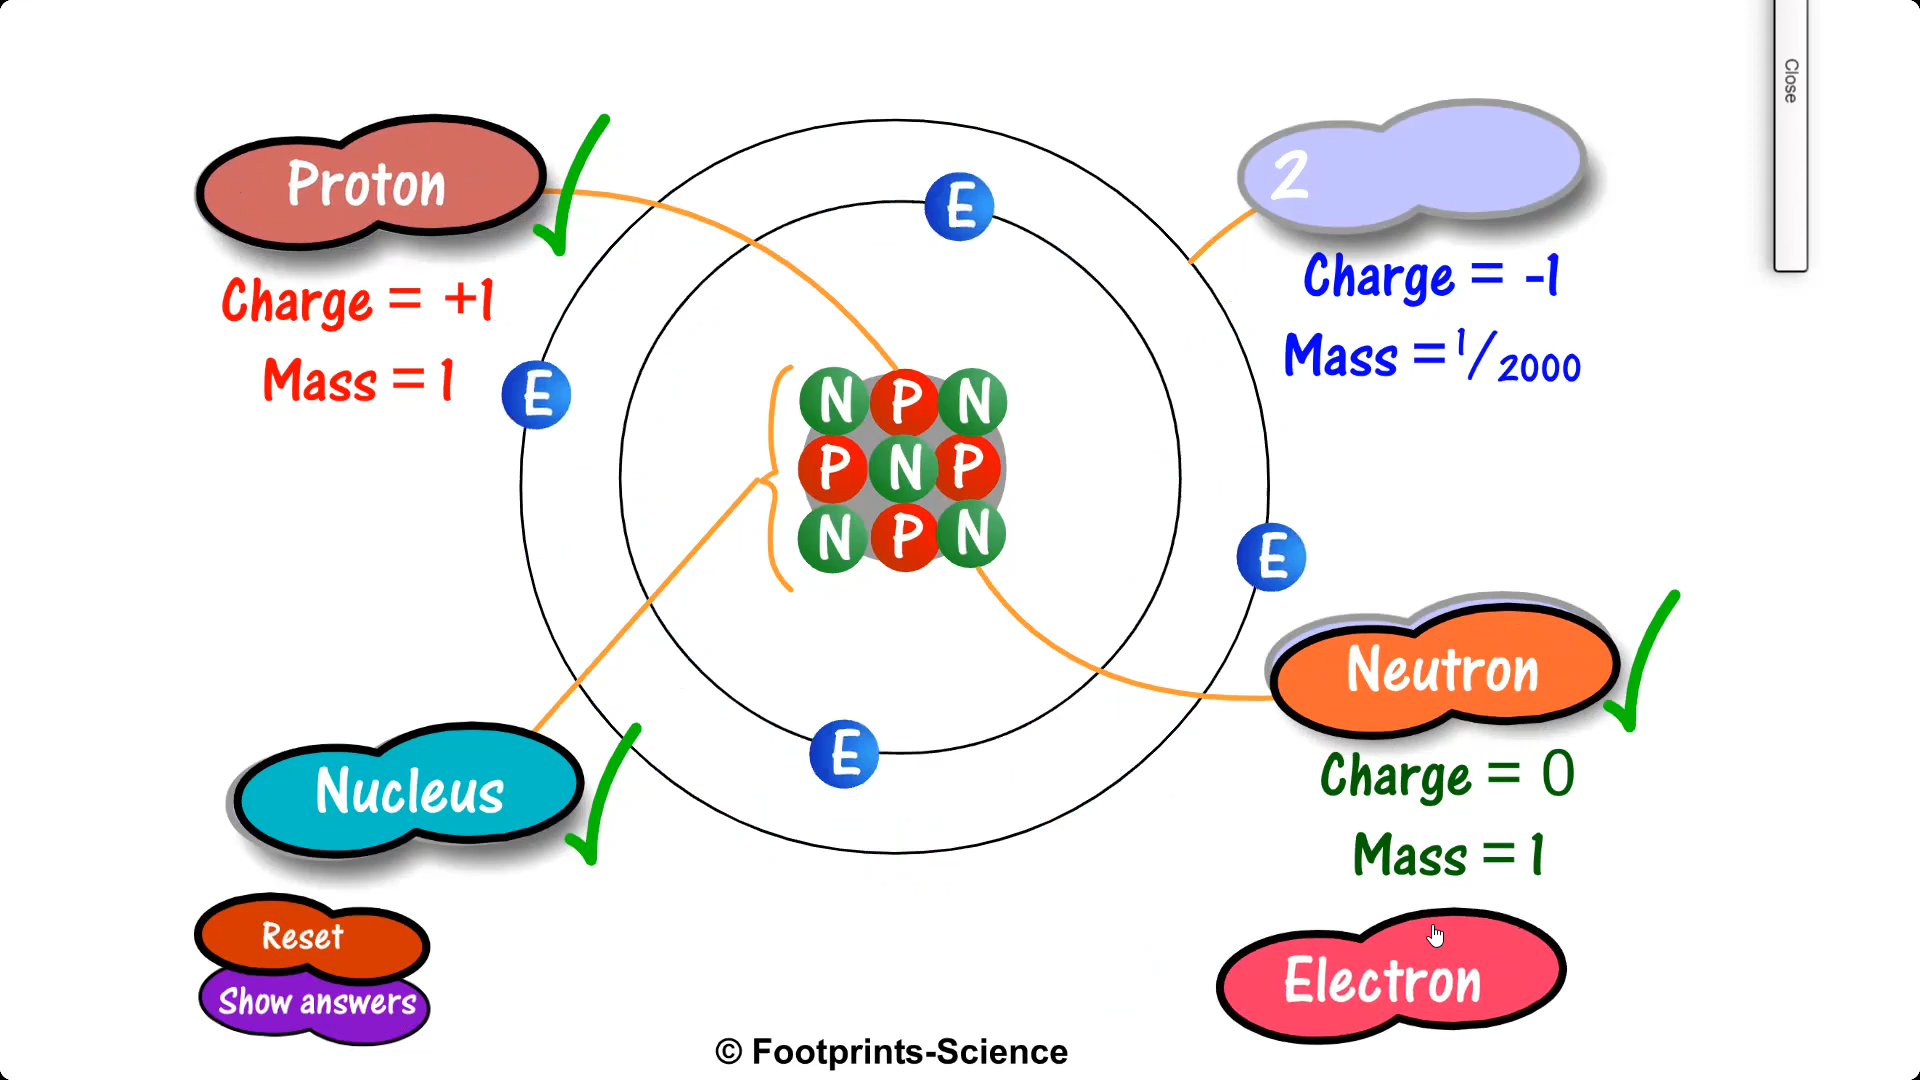 Close
Proton
Charge = +1
Mass = 1
2
Charge = -1
Mass = 1/2000
E
E
N P N
P N P
N P N
E
E
Neutron
Charge = 0
Mass = 1
Nucleus
Reset
Show answers
Electron
© Footprints-Science